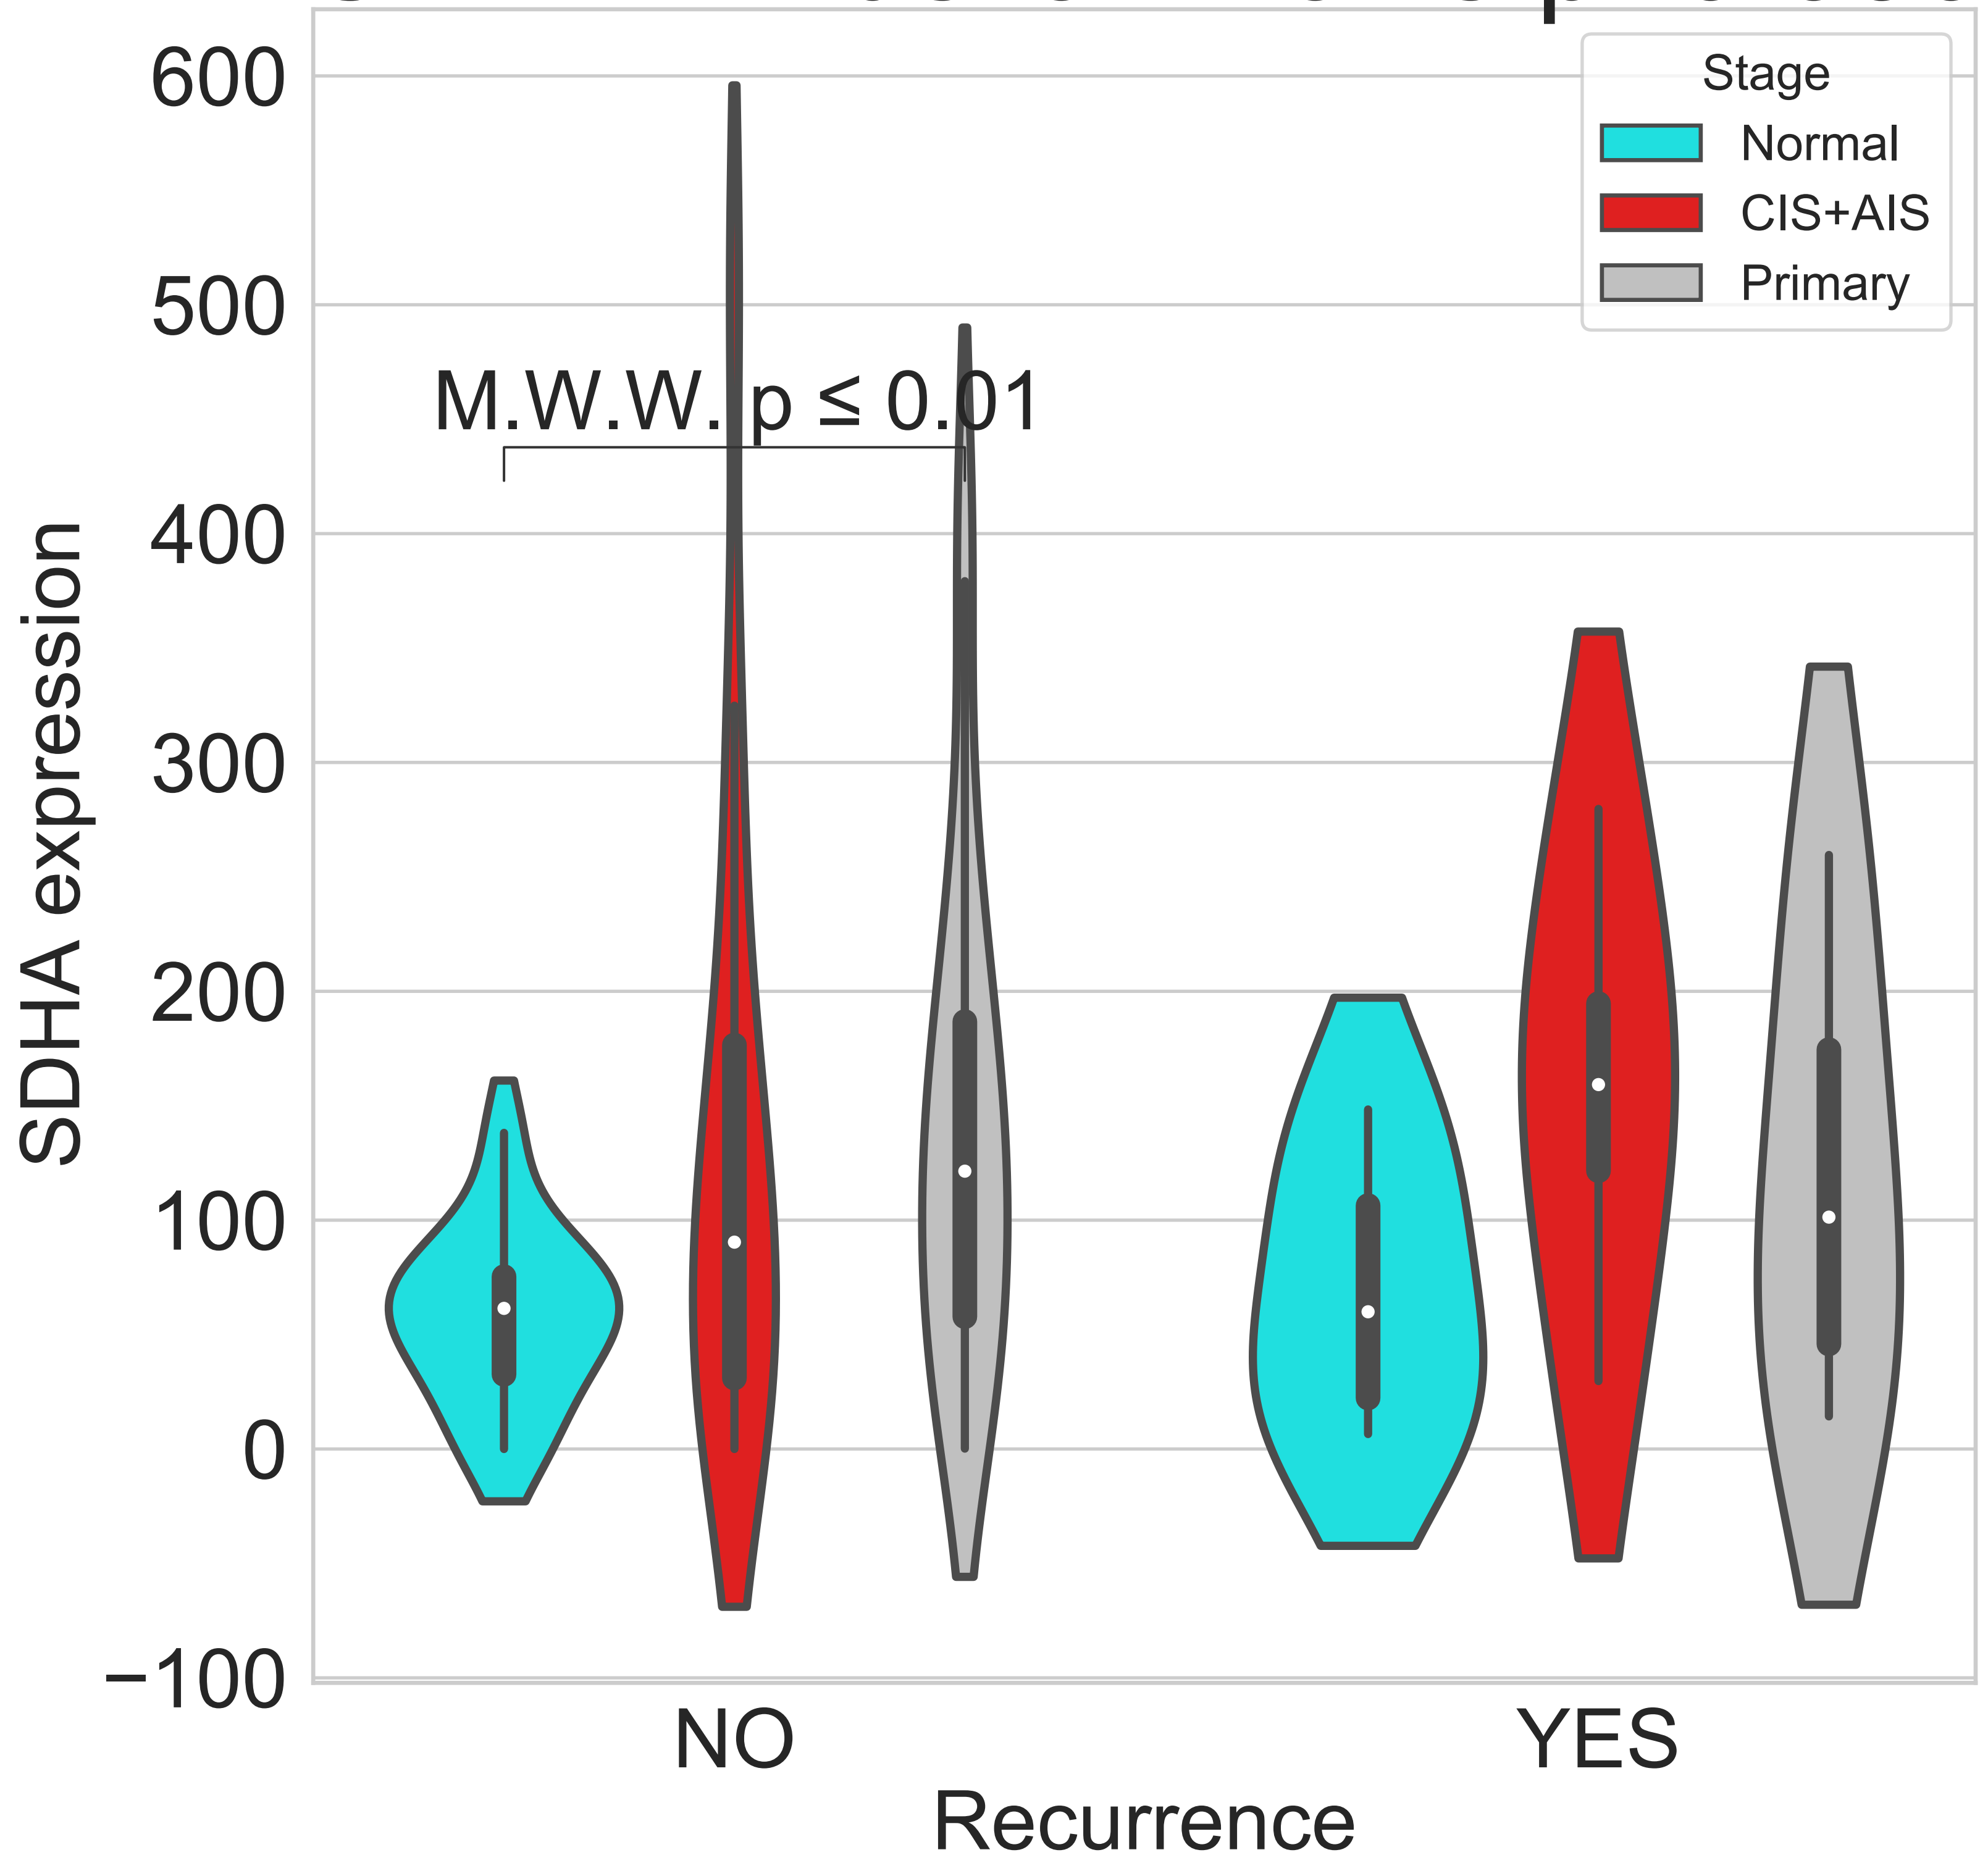 600
500
400
300
200
100
0
−100
SDHA expression
M.W.W. p ≤ 0.01
Stage
Normal
CIS+AIS
Primary
NO
YES
Recurrence